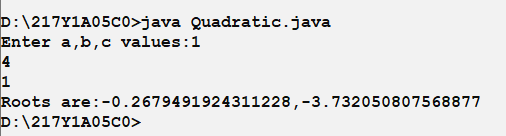 D:\217Y1A05C0>java Quadratic.java
Enter a,b,c values:1
4
1
Roots are:-0.2679491924311228,-3.732050807568877
D:\217Y1A05C0>